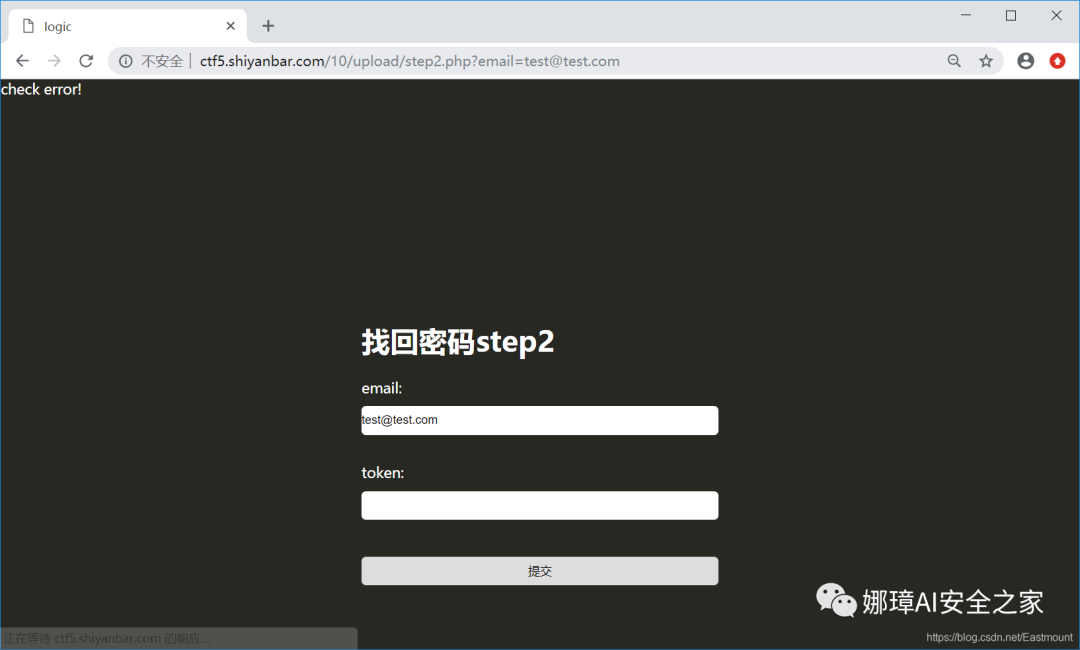 logic
不安全 | ctf5.shiyanbar.com/10/upload/step2.php?email=test@test.com
check error!
找回密码step2
email:
test@test.com
token:
提交
娜璋AI安全之家
正在等待 ctf5.shiyanbar.com 的响应...
https://blog.csdn.net/Eastmount